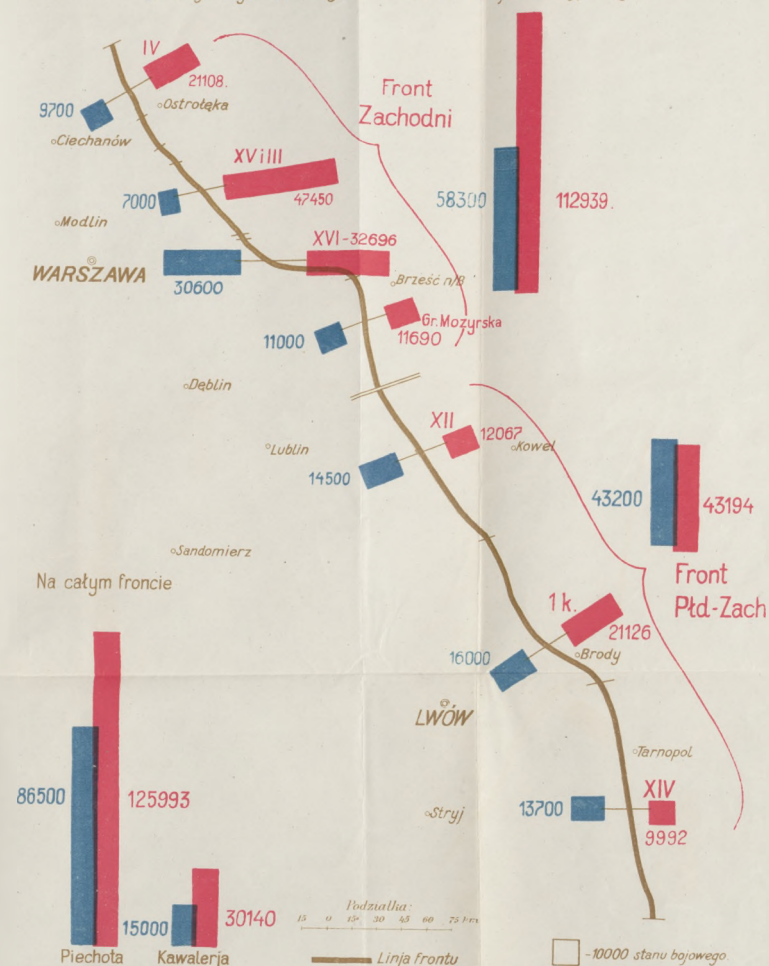 IV
21108.
9700
Ostrołęka
Ciechanów
Front
Zachodni
XV i III
7000
47450
58300
112939.
Modlin
XVI-32696
WARSZAWA
30600
Brześć n/B
Gr. Mozyrska
11000
11690
Dęblin
XII
12067
Kowel
Lublin
14500
43200
43194
Sandomierz
Na całym froncie
Front
Płd-Zach
1 k.
21126
16000
Brody
LWÓW
Tarnopol
86500
125993
Stryj
13700
XIV
9992
Podziałka:
15 0 15 30 45 60 75 km
15000
30140
Piechota
Kawalerja
Linja frontu
-10000 stanu bojowego.